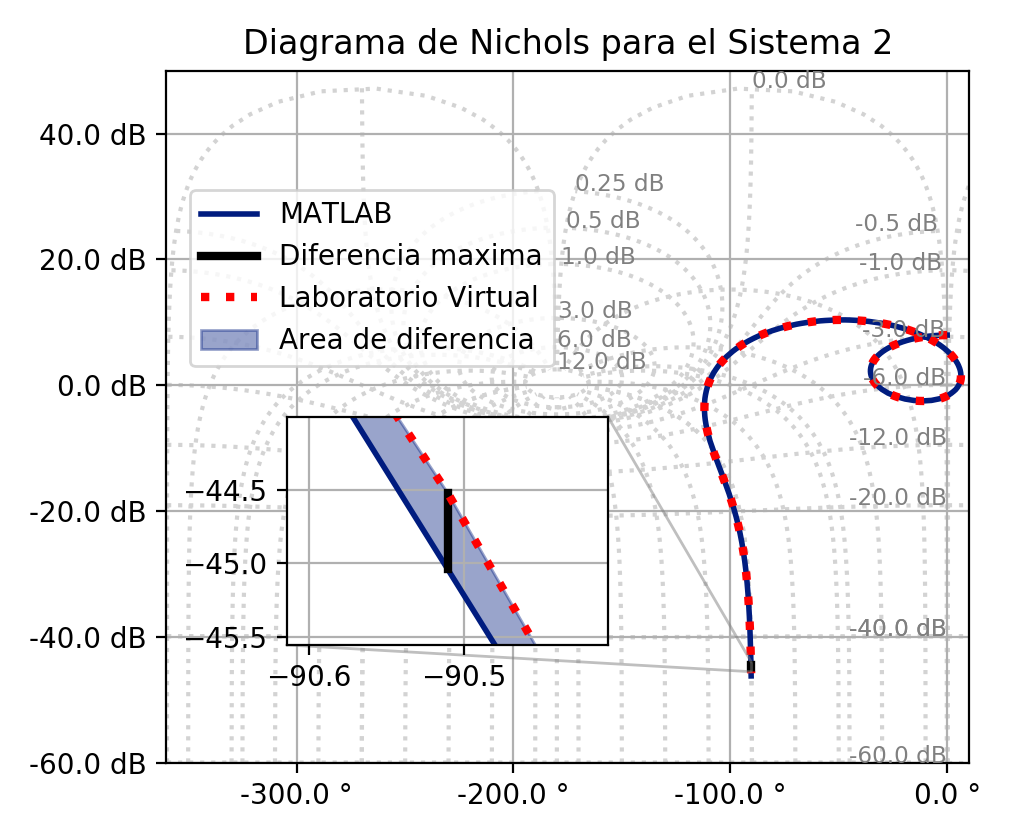 Diagrama de Nichols para el Sistema 2
0.0 dB
40.0 dB
0.25 dB
MATLAB
0.5 dB
-0.5 dB
Diferencia maxima
20.0 dB
1.0 dB
-1.0 dB
Laboratorio Virtual
3.0 dB
-3.0 dB
Area de diferencia
6.0 dB
12.0 dB
0.0 dB
-6.0 dB
-12.0 dB
−44.5
-20.0 dB
-20.0 dB
−45.0
-40.0 dB
−45.5
-40.0 dB
−90.6
−90.5
-60.0 dB
-60.0 dB
-300.0 °
-200.0 °
-100.0 °
0.0 °